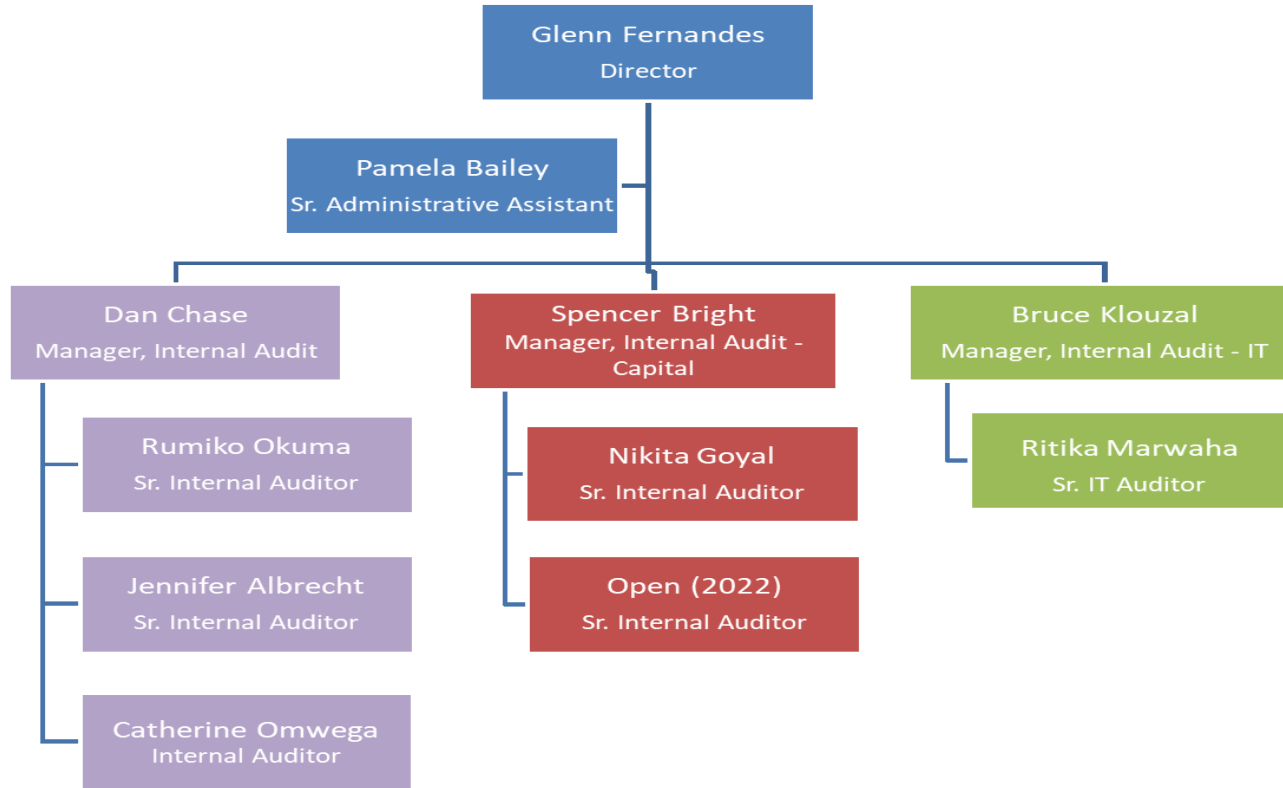 Glenn Fernandes
Director
Pamela Bailey
Sr. Administrative Assistant
Dan Chase
Manager, Internal Audit
Spencer Bright
Manager, Internal Audit -
Capital
Bruce Klouzal
Manager, Internal Audit - IT
Rumiko Okuma
Sr. Internal Auditor
Jennifer Albrecht
Sr. Internal Auditor
Catherine Omwega
Internal Auditor
Nikita Goyal
Sr. Internal Auditor
Open (2022)
Sr. Internal Auditor
Ritika Marwaha
Sr. IT Auditor